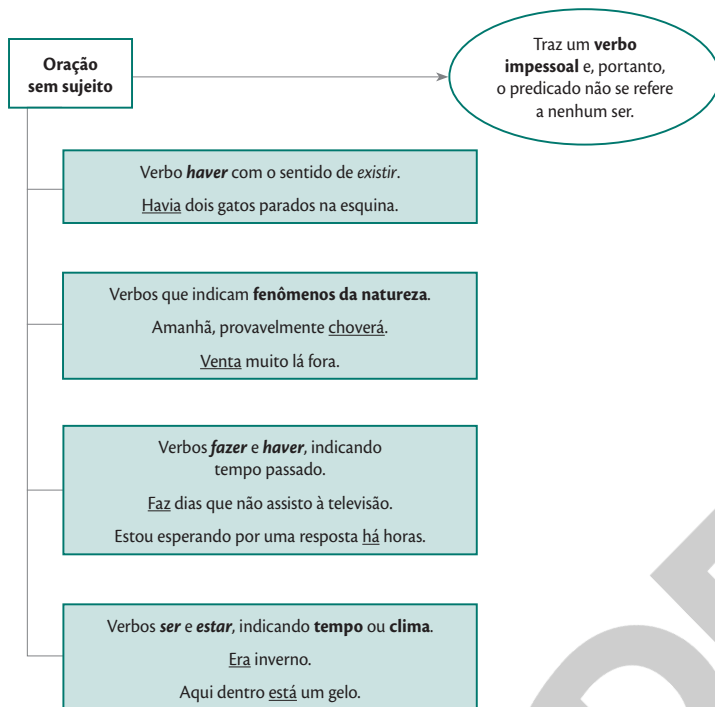 Oração
sem sujeito
Traz um verbo
impessoal e, portanto,
o predicado não se refere
a nenhum ser.
Verbo haver com o sentido de existir.
Havia dois gatos parados na esquina.
Verbos que indicam fenômenos da natureza.
Amanhã, provavelmente choverá.
Venta muito lá fora.
Verbos fazer e haver, indicando
tempo passado.
Faz dias que não assisto à televisão.
Estou esperando por uma resposta há horas.
Verbos ser e estar, indicando tempo ou clima.
Era inverno.
Aqui dentro está um gelo.